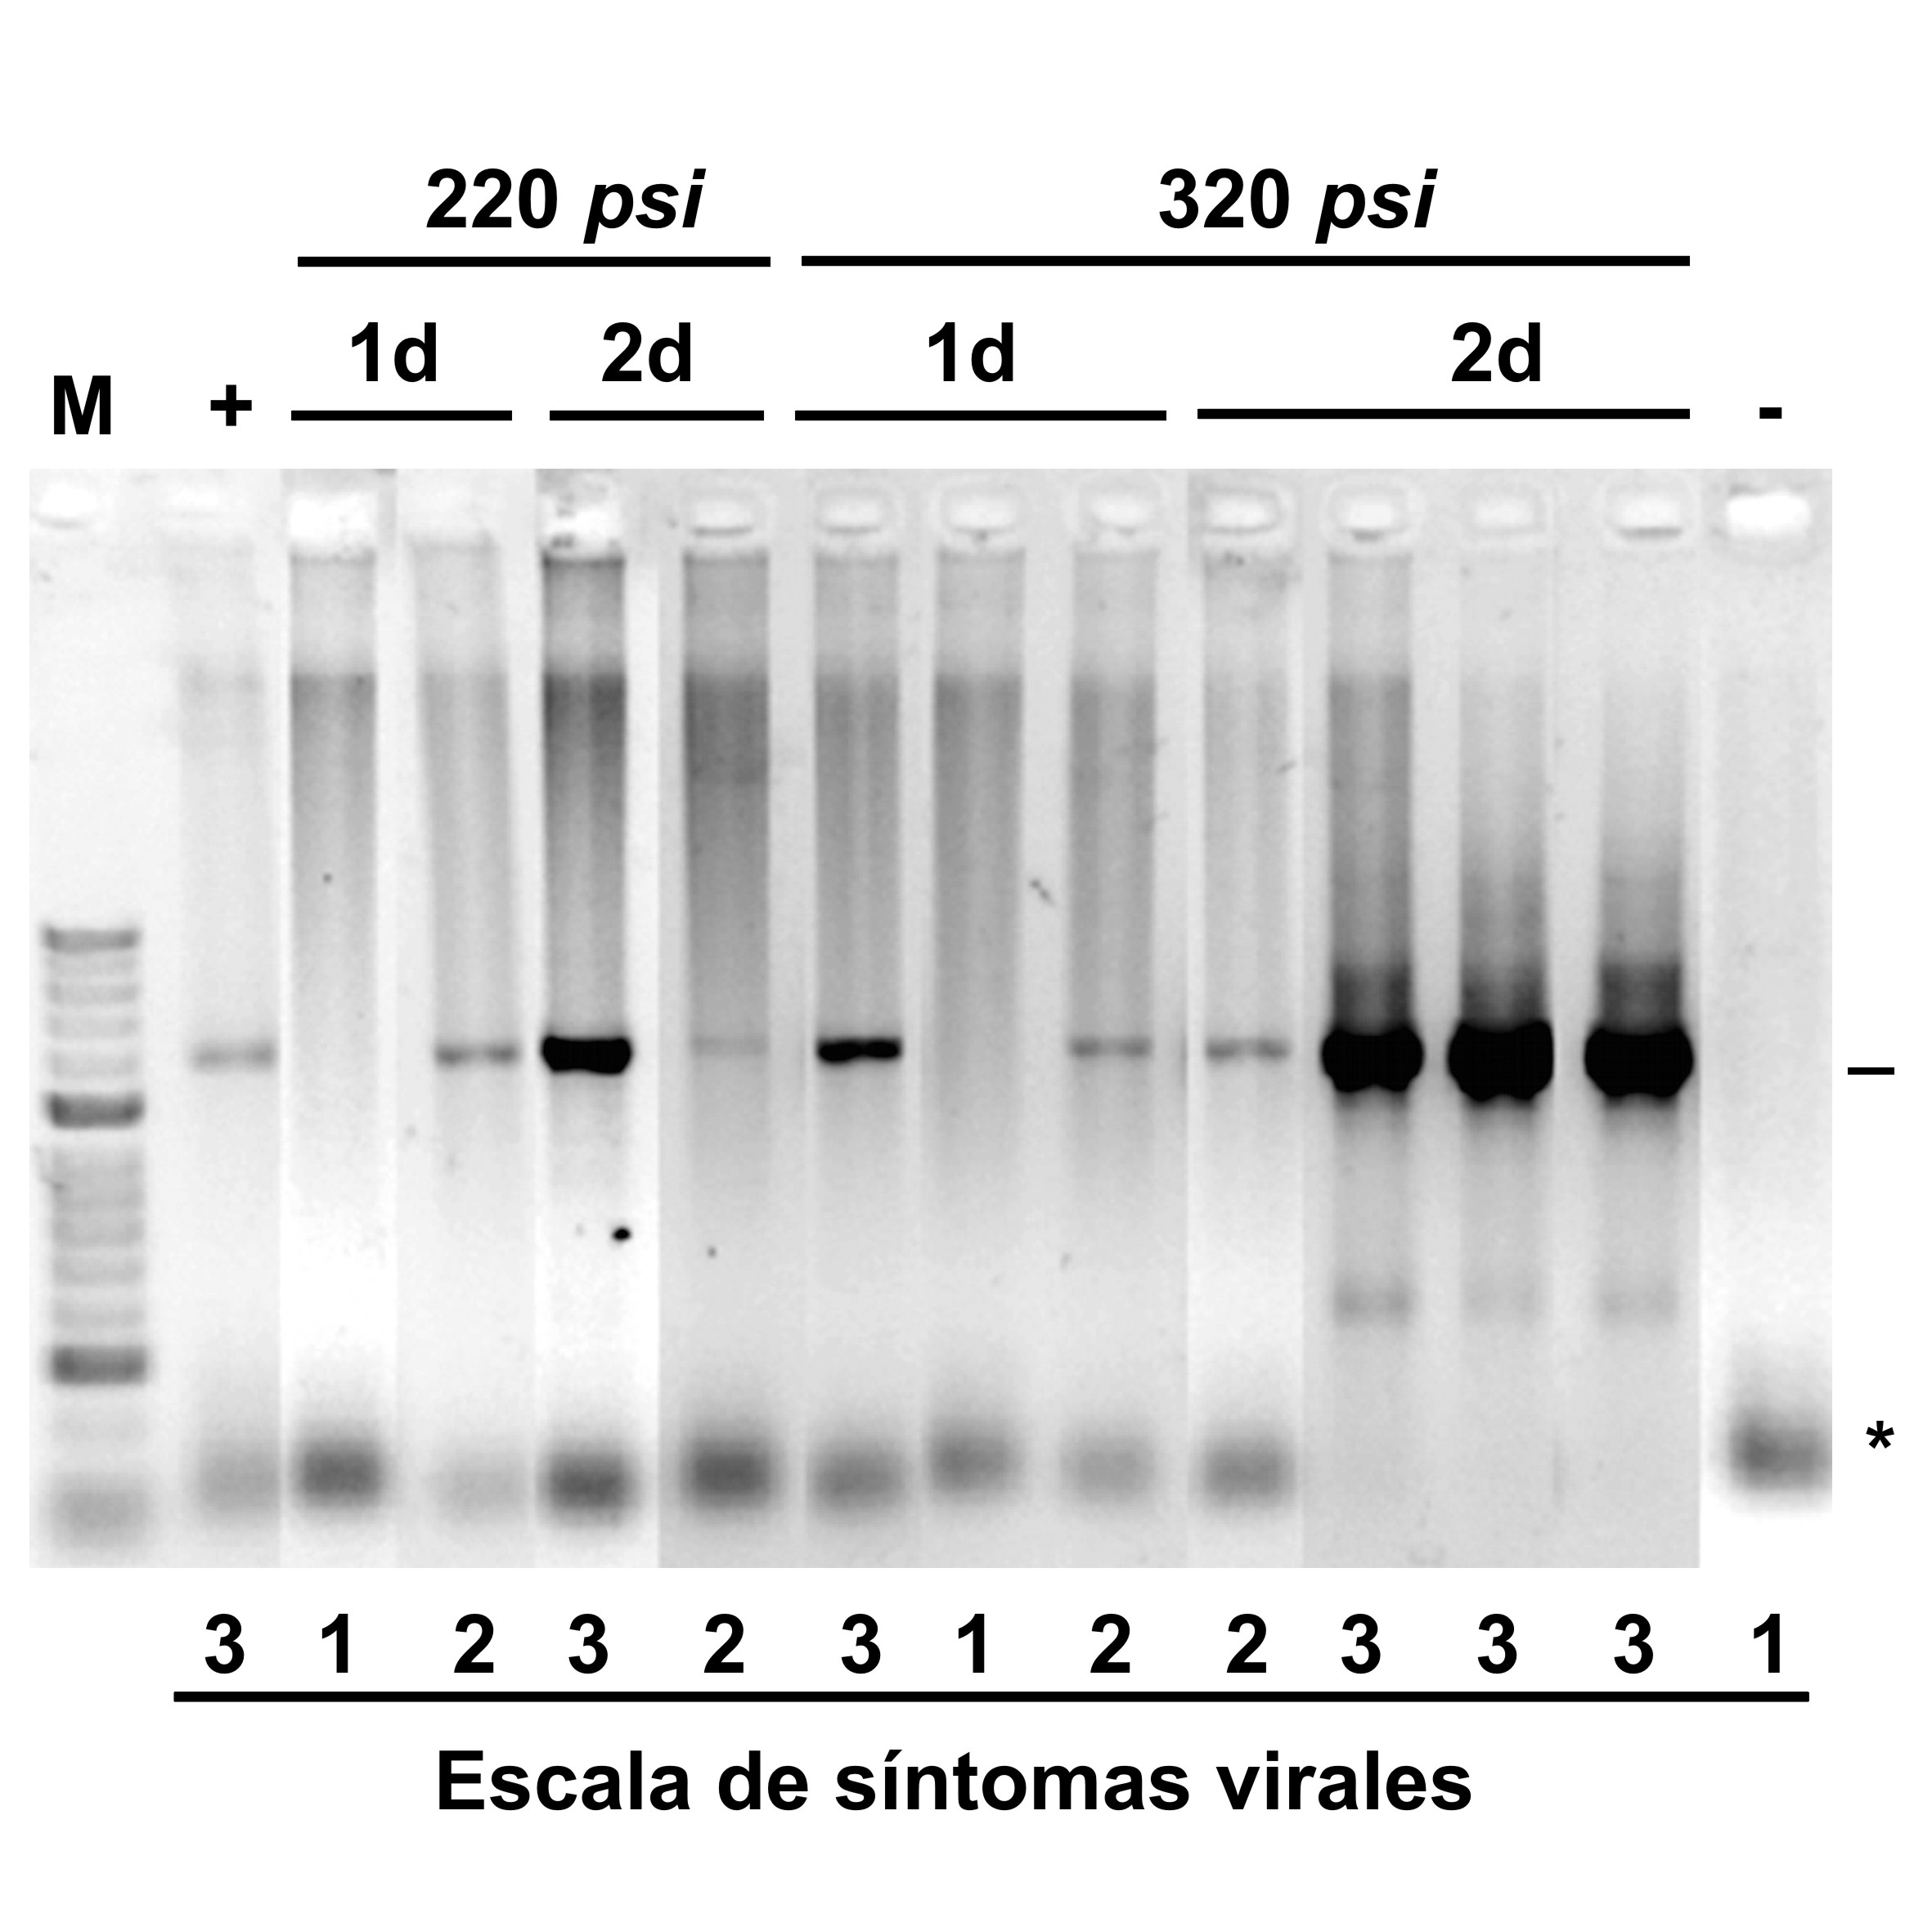 220 psi 320 psi
1d 2d 1d 2d
M + -
–
*
3 1 2 3 2 3 1 2 2 3 3 3 1
Escala de síntomas virales